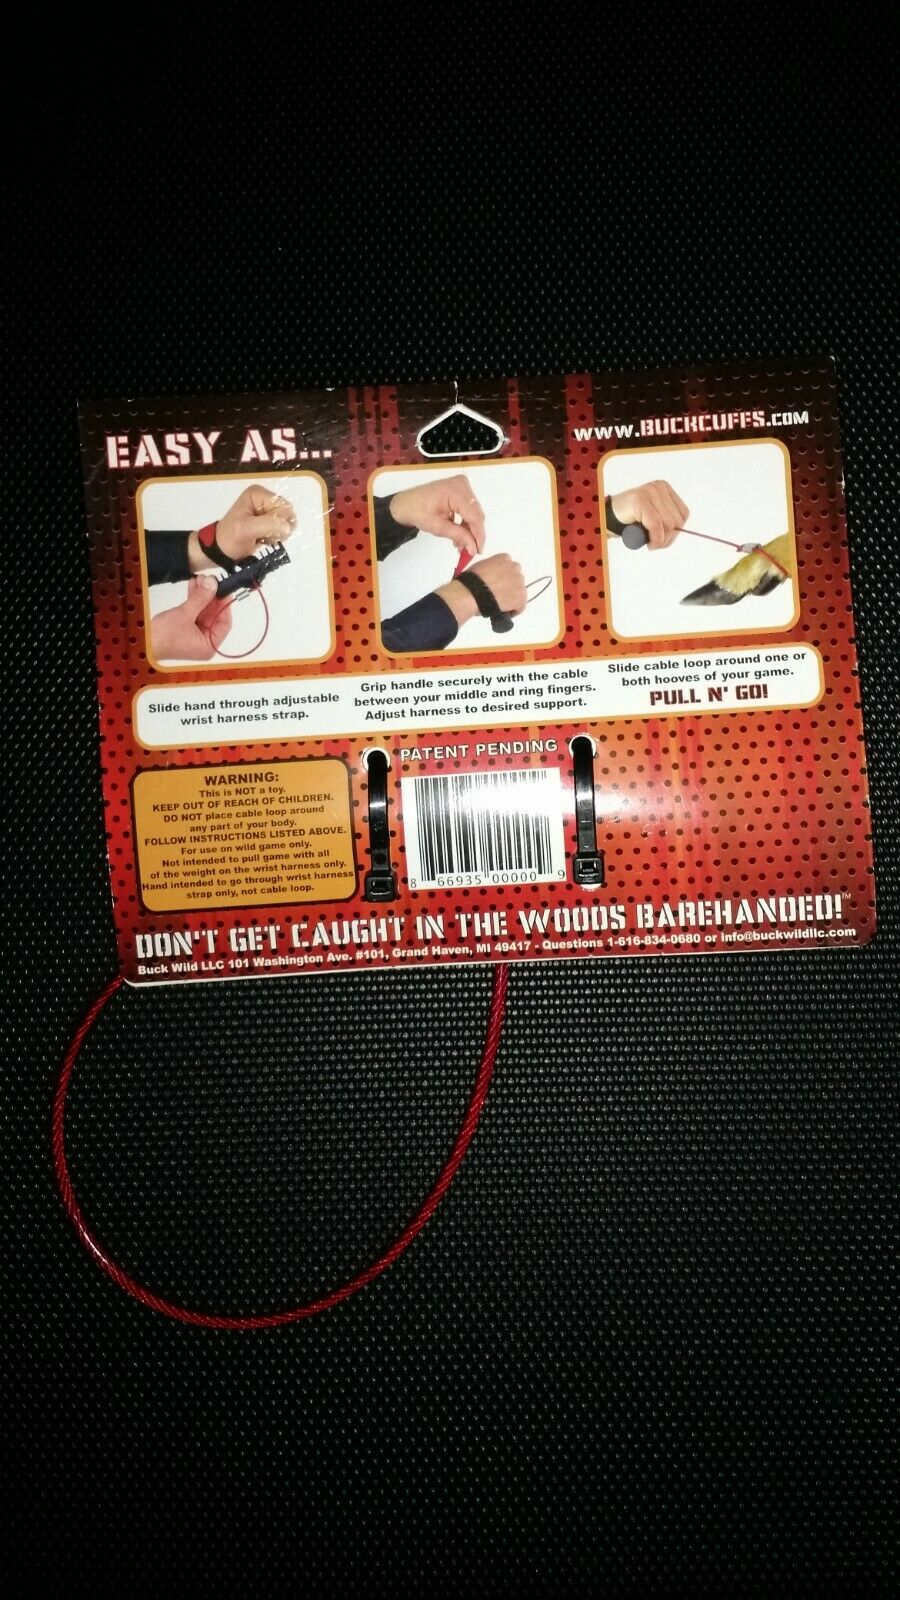 EASY AS...
WWW.BUCKCUFFS.COM
Slide hand through adjustable
wrist harness strap.
Grip handle securely with the cable
between your middle and ring fingers.
Adjust harness to desired support.
Slide cable loop around one or
both hooves of your game.
PULL N' GO!
PATENT PENDING
WARNING:
This is NOT a toy.
KEEP OUT OF REACH OF CHILDREN.
DO NOT place cable loop around
any part of your body.
FOLLOW INSTRUCTIONS LISTED ABOVE.
For use on wild game only.
Not intended to pull game with all
of the weight on the wrist harness only.
Hand intended to go through wrist harness
strap only, not cable loop.
8 66935 00000 9
DON'T GET CAUGHT IN THE WOODS BAREHANDED!™
Buck Wild LLC 101 Washington Ave. #101, Grand Haven, MI 49417 - Questions 1-616-834-0680 or info@buckwildllc.com